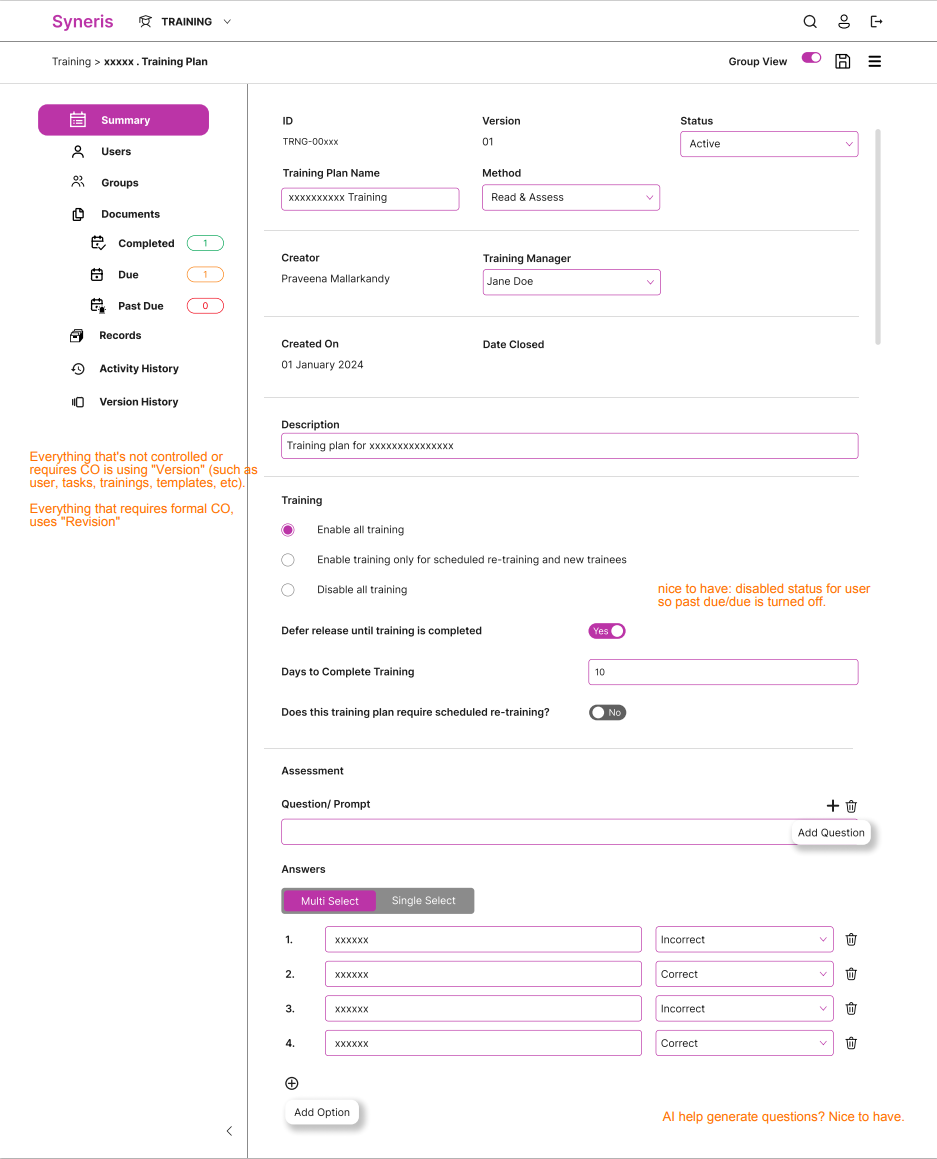 Syneris TRAINING
Training > xxxxx . Training Plan
Group View
Summary
Users
Groups
Documents
Completed 1
Due 1
Past Due 0
Records
Activity History
Version History
Everything that's not controlled or
requires CO is using "Version" (such as
user, tasks, trainings, templates, etc).
Everything that requires formal CO,
uses "Revision"
ID Version Status
TRNG-00xxx 01 Active
Training Plan Name Method
xxxxxxxxxx Training Read & Assess
Creator Training Manager
Praveena Mallarkandy Jane Doe
Created On Date Closed
01 January 2024
Description
Training plan for xxxxxxxxxxxxxxx
Training
Enable all training
Enable training only for scheduled re-training and new trainees
Disable all training
nice to have: disabled status for user
so past due/due is turned off.
Defer release until training is completed Yes
Days to Complete Training 10
Does this training plan require scheduled re-training? No
Assessment
Question/ Prompt
Add Question
Answers
Multi Select Single Select
1. xxxxxx Incorrect
2. xxxxxx Correct
3. xxxxxx Incorrect
4. xxxxxx Correct
Add Option
AI help generate questions? Nice to have.